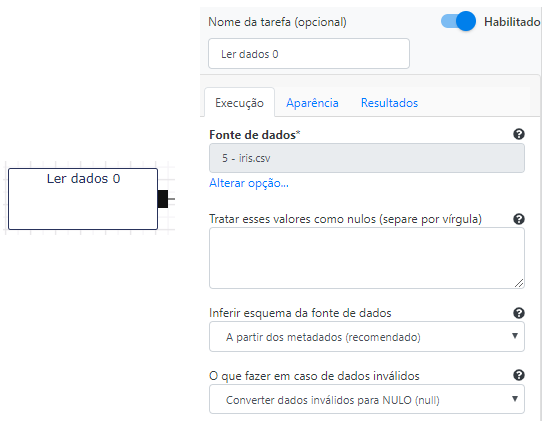 Ler dados 0
Nome da tarefa (opcional)
Habilitado
Ler dados 0
Execução Aparência Resultados
Fonte de dados*
5 - iris.csv
Alterar opção...
Tratar esses valores como nulos (separe por vírgula)
Inferir esquema da fonte de dados
A partir dos metadados (recomendado)
O que fazer em caso de dados inválidos
Converter dados inválidos para NULO (null)